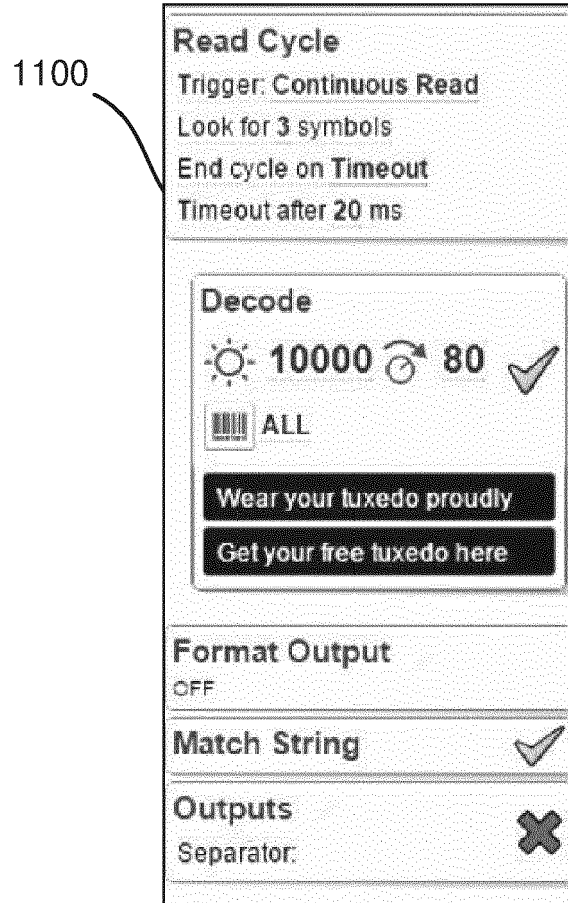 1100
Read Cycle
Trigger: Continuous Read
Look for 3 symbols
End cycle on Timeout
Timeout after 20 ms
Decode
10000 80
ALL
Wear your tuxedo proudly
Get your free tuxedo here
Format Output
OFF
Match String
Outputs
Separator: